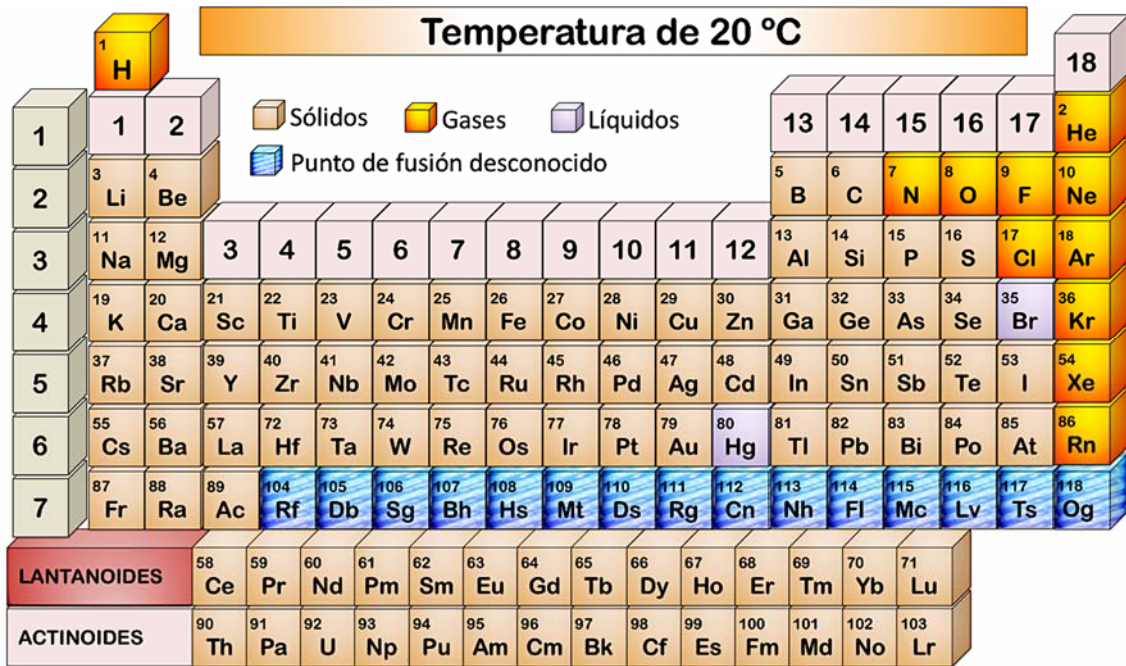 Temperatura de 20 ºC
1 H
18
1 2 Sólidos Gases Líquidos 13 14 15 16 17
1 2 He
Punto de fusión desconocido
2 3 Li 4 Be 5 B 6 C 7 N 8 O 9 F 10 Ne
3 11 Na 12 Mg 3 4 5 6 7 8 9 10 11 12 13 Al 14 Si 15 P 16 S 17 Cl 18 Ar
4 19 K 20 Ca 21 Sc 22 Ti 23 V 24 Cr 25 Mn 26 Fe 27 Co 28 Ni 29 Cu 30 Zn 31 Ga 32 Ge 33 As 34 Se 35 Br 36 Kr
5 37 Rb 38 Sr 39 Y 40 Zr 41 Nb 42 Mo 43 Tc 44 Ru 45 Rh 46 Pd 47 Ag 48 Cd 49 In 50 Sn 51 Sb 52 Te 53 I 54 Xe
6 55 Cs 56 Ba 57 La 72 Hf 73 Ta 74 W 75 Re 76 Os 77 Ir 78 Pt 79 Au 80 Hg 81 Tl 82 Pb 83 Bi 84 Po 85 At 86 Rn
7 87 Fr 88 Ra 89 Ac 104 Rf 105 Db 106 Sg 107 Bh 108 Hs 109 Mt 110 Ds 111 Rg 112 Cn 113 Nh 114 Fl 115 Mc 116 Lv 117 Ts 118 Og
LANTANOIDES 58 Ce 59 Pr 60 Nd 61 Pm 62 Sm 63 Eu 64 Gd 65 Tb 66 Dy 67 Ho 68 Er 69 Tm 70 Yb 71 Lu
ACTINOIDES 90 Th 91 Pa 92 U 93 Np 94 Pu 95 Am 96 Cm 97 Bk 98 Cf 99 Es 100 Fm 101 Md 102 No 103 Lr